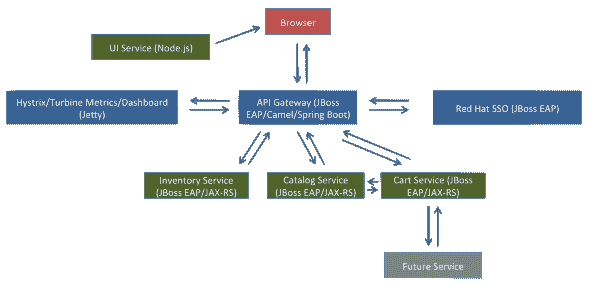 Browser
UI Service (Node.js)
Hystrix/Turbine Metrics/Dashboard
(Jetty)
API Gateway (JBoss
EAP/Camel/Spring Boot)
Red Hat SSO (JBoss EAP)
Inventory Service
(JBoss EAP/JAX-RS)
Catalog Service
(JBoss EAP/JAX-RS)
Cart Service (JBoss
EAP/JAX-RS)
Future Service